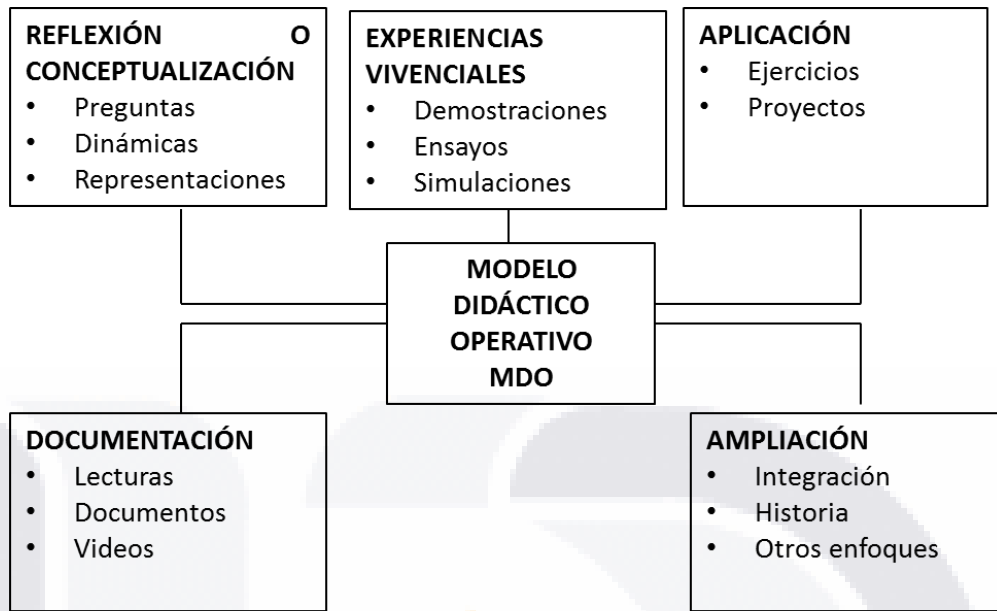 REFLEXIÓN O
CONCEPTUALIZACIÓN
• Preguntas
• Dinámicas
• Representaciones
EXPERIENCIAS
VIVENCIALES
• Demostraciones
• Ensayos
• Simulaciones
APLICACIÓN
• Ejercicios
• Proyectos
MODELO
DIDÁCTICO
OPERATIVO
MDO
DOCUMENTACIÓN
• Lecturas
• Documentos
• Videos
AMPLIACIÓN
• Integración
• Historia
• Otros enfoques